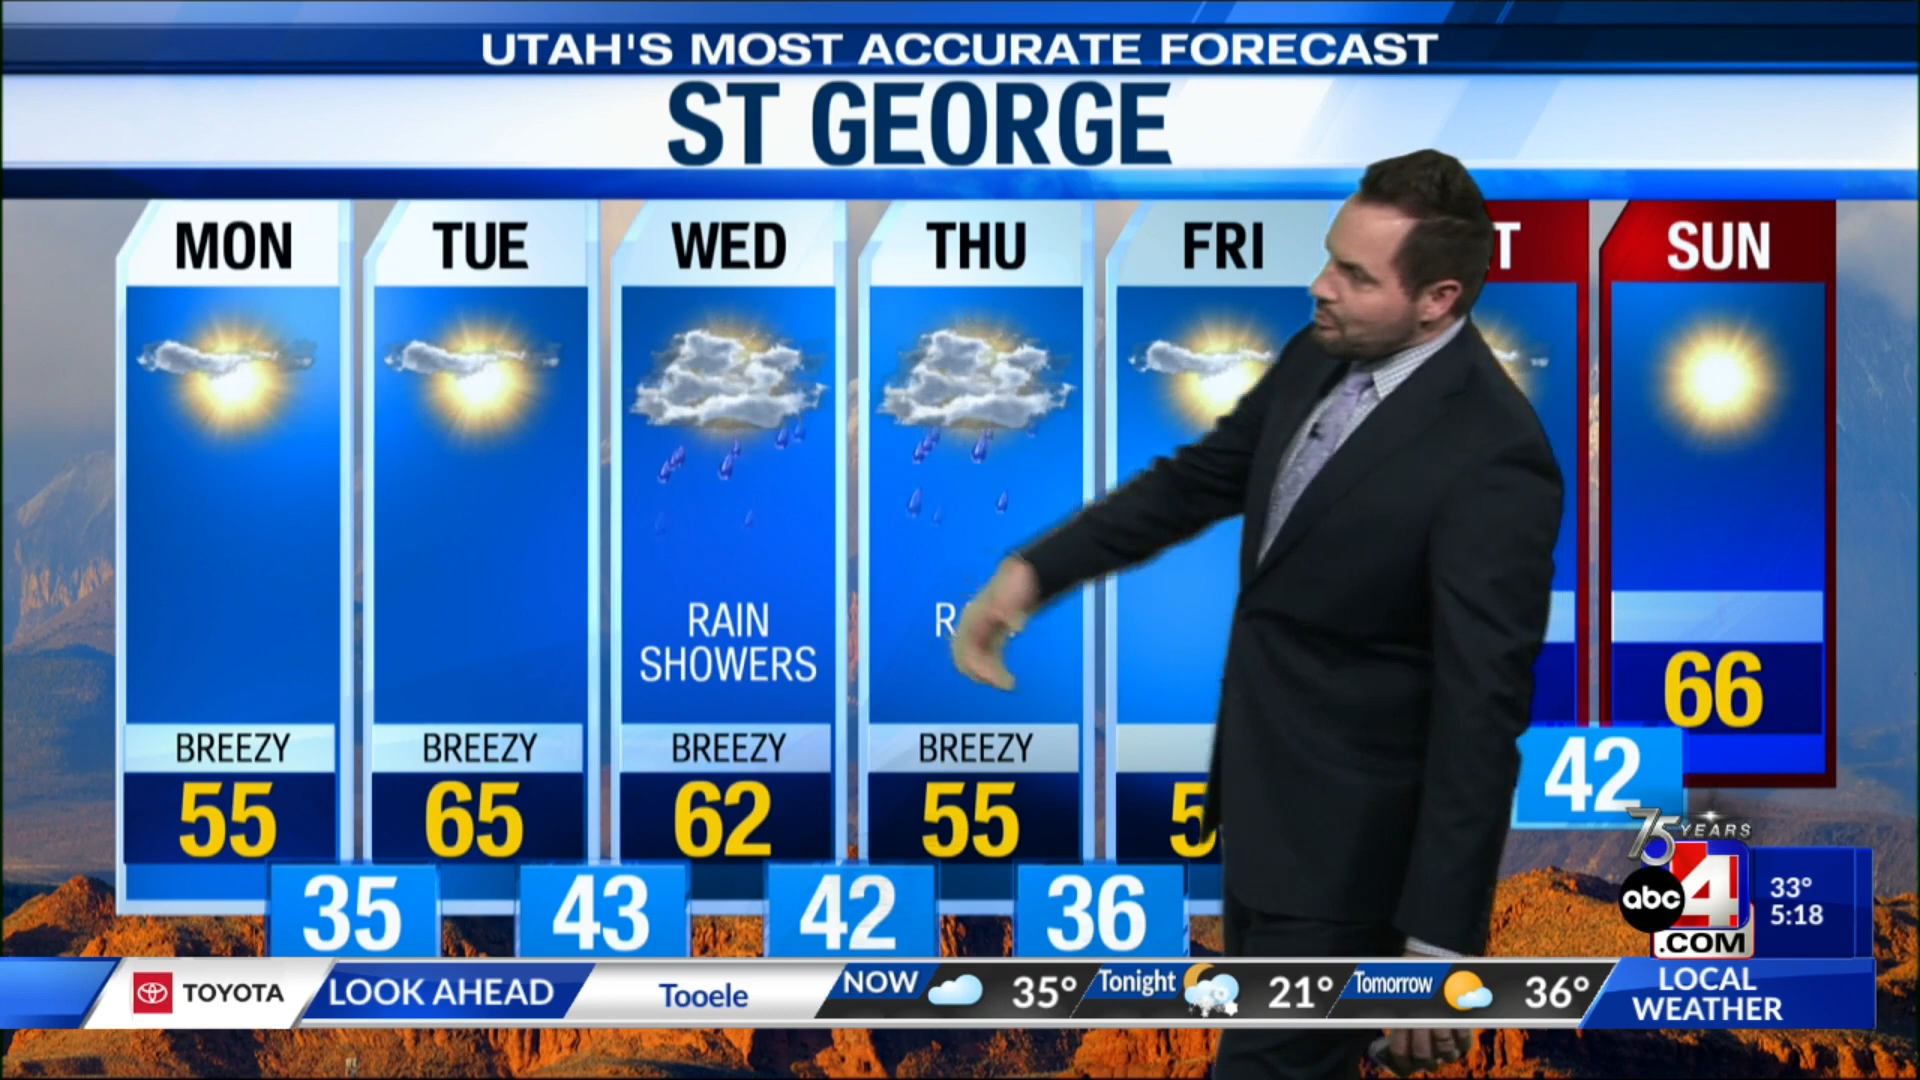 UTAH'S MOST ACCURATE FORECAST
ST GEORGE
MON
TUE
WED
THU
FRI
SUN
RAIN
SHOWERS
BREEZY
BREEZY
BREEZY
BREEZY
55
65
62
55
66
35
43
42
36
42
75 YEARS
abc 4
.COM
33°
5:18
TOYOTA
LOOK AHEAD
Tooele
NOW
35°
Tonight
21°
Tomorrow
36°
LOCAL
WEATHER